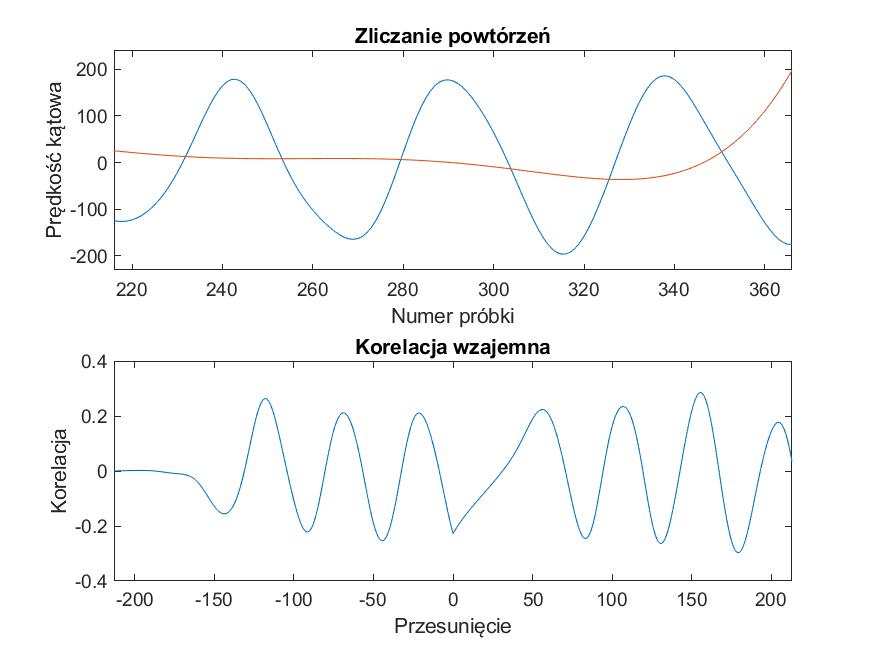 Zliczanie powtórzeń
200
100
0
-100
-200
Prędkość kątowa
220 240 260 280 300 320 340 360
Numer próbki
Korelacja wzajemna
0.4
0.2
0
-0.2
-0.4
Korelacja
-200 -150 -100 -50 0 50 100 150 200
Przesunięcie